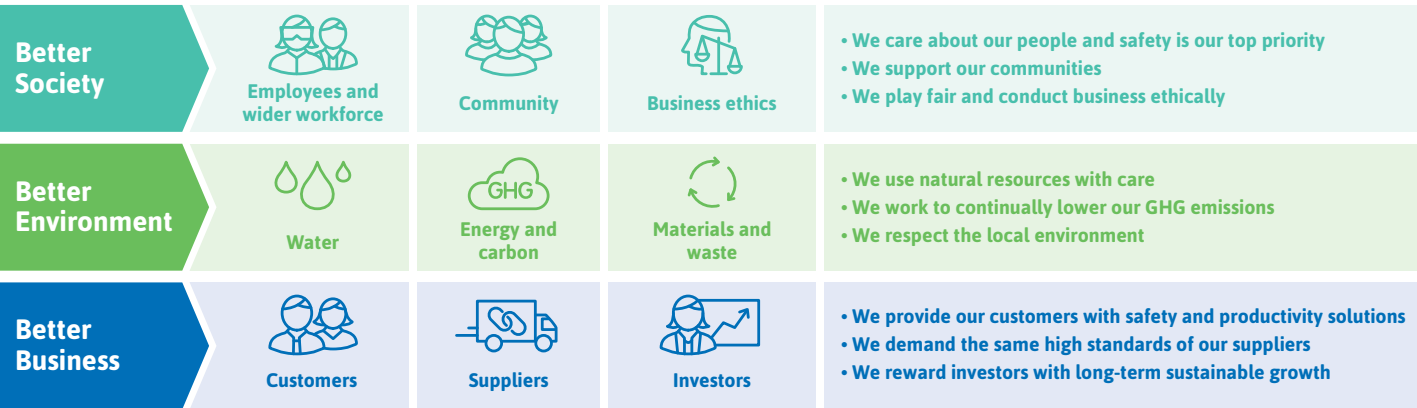 Better
Society
Employees and
wider workforce
Community
Business ethics
• We care about our people and safety is our top priority
• We support our communities
• We play fair and conduct business ethically
Better
Environment
Water
GHG
Energy and
carbon
Materials and
waste
• We use natural resources with care
• We work to continually lower our GHG emissions
• We respect the local environment
Better
Business
Customers
Suppliers
Investors
• We provide our customers with safety and productivity solutions
• We demand the same high standards of our suppliers
• We reward investors with long-term sustainable growth